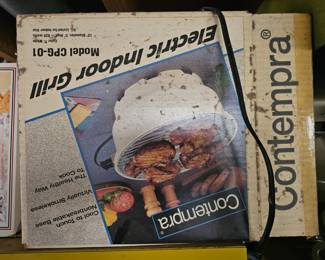 Contempra®
Electric Indoor Grill
Model CPG-01
Contempra
Cool to Touch
Nonbreakable Base
Virtually Smokeless
The Healthy Way
To Cook
Contempra®